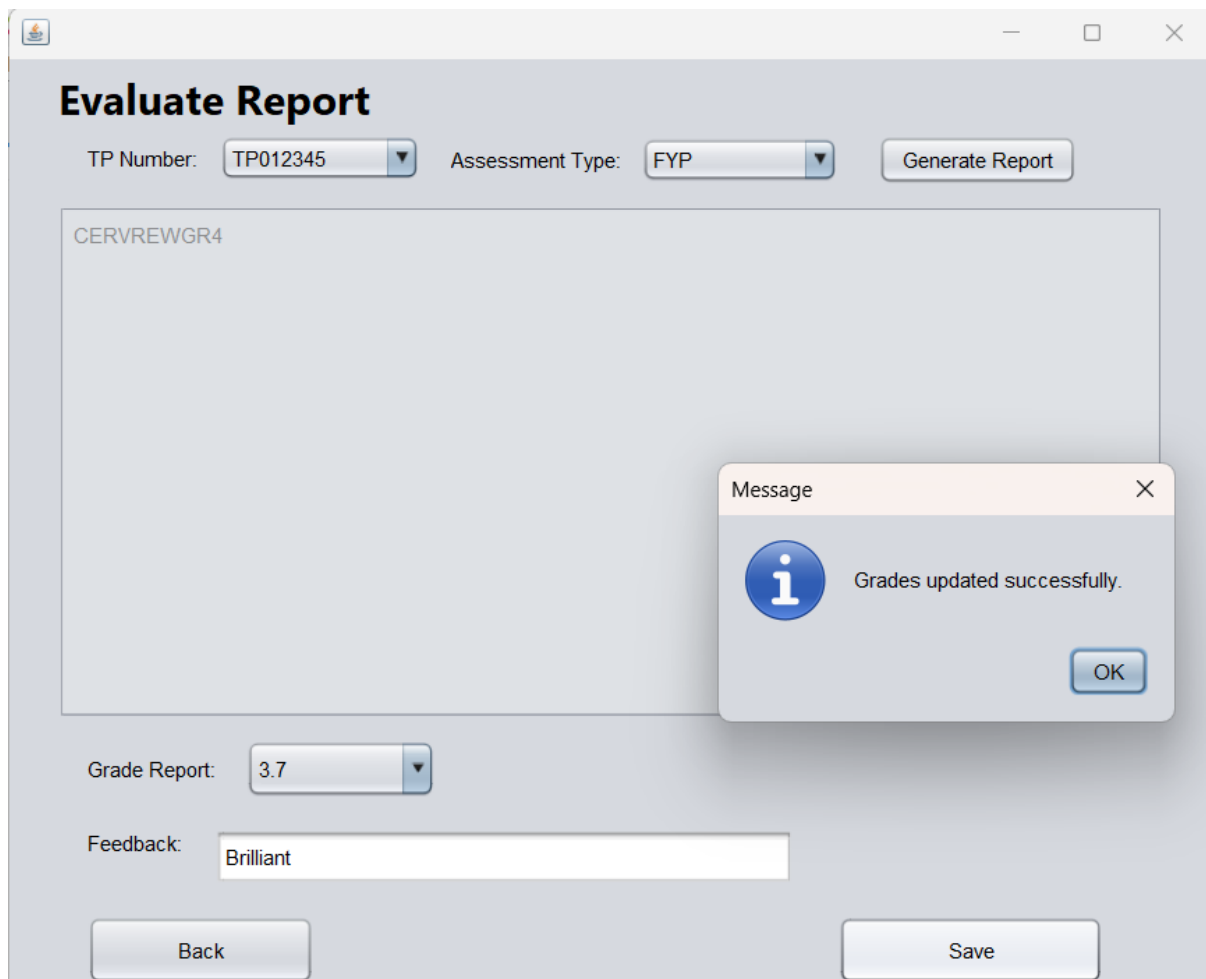 Evaluate Report
TP Number: TP012345 Assessment Type: FYP Generate Report
CERVREWGR4
Message
Grades updated successfully.
OK
Grade Report: 3.7
Feedback: Brilliant
Back Save